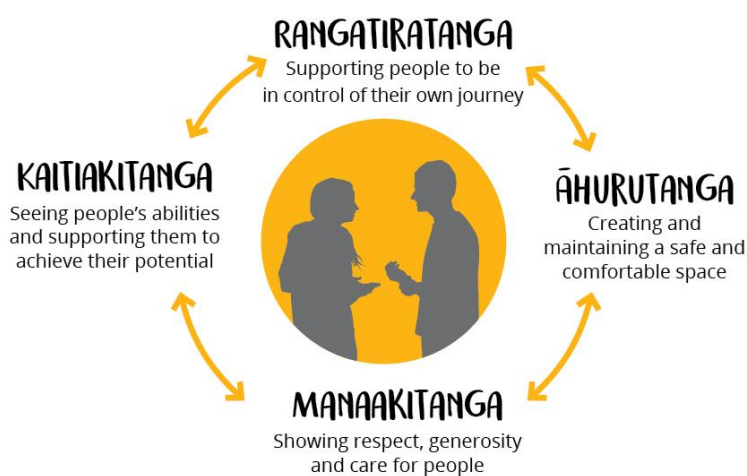 RANGATIRATANGA
Supporting people to be
in control of their own journey
KAITIAKITANGA
Seeing people's abilities
and supporting them to
achieve their potential
ĀHURUTANGA
Creating and
maintaining a safe and
comfortable space
MANAAKITANGA
Showing respect, generosity
and care for people